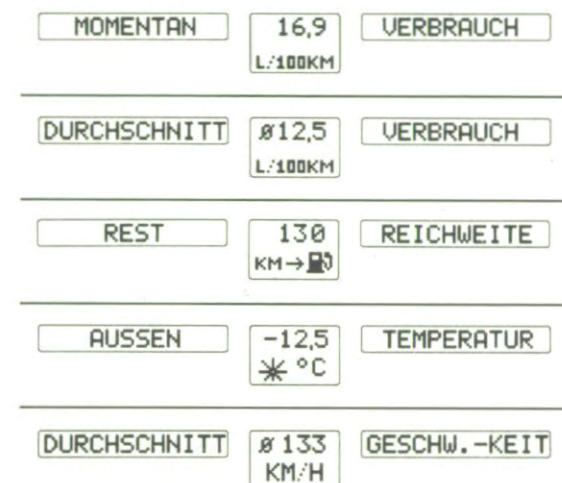 MOMENTAN 16,9 VERBRAUCH
L/100KM
DURCHSCHNITT ø12,5 VERBRAUCH
L/100KM
REST 130 REICHWEITE
KM→
AUSSEN -12,5 TEMPERATUR
°C
DURCHSCHNITT ø 133 GESCHW.-KEIT
KM/H